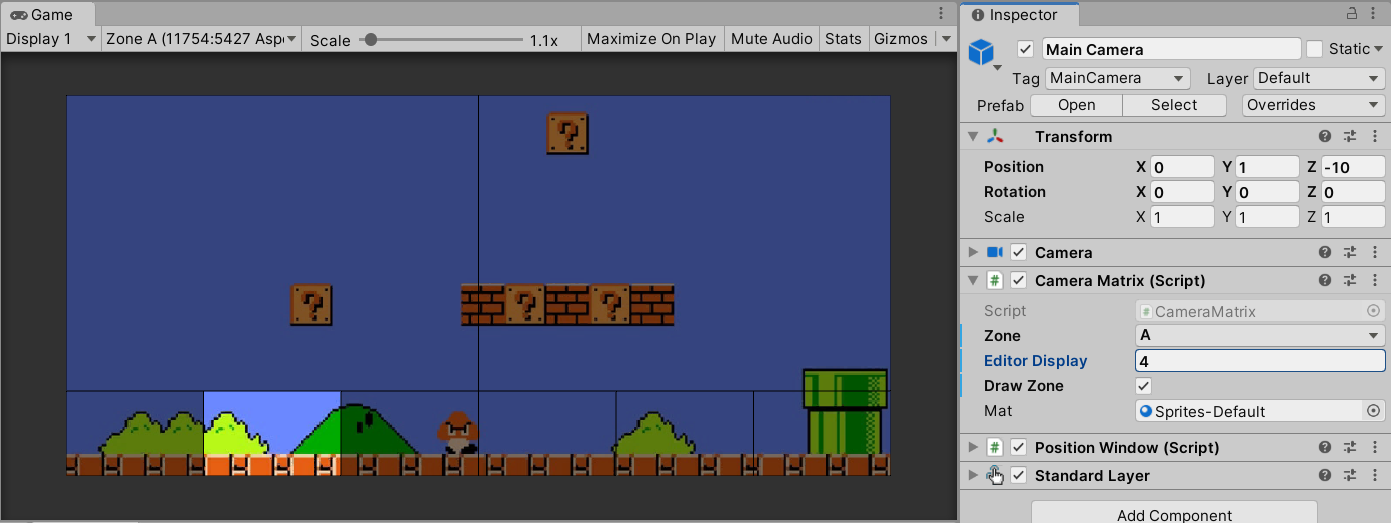 Game
Display 1 Zone A (11754:5427 Asp Scale 1.1x Maximize On Play Mute Audio Stats Gizmos
?
?
? ?
Inspector
Main Camera Static
Tag MainCamera Layer Default
Prefab Open Select Overrides
Transform
Position X 0 Y 1 Z -10
Rotation X 0 Y 0 Z 0
Scale X 1 Y 1 Z 1
Camera
# Camera Matrix (Script)
Script # CameraMatrix
Zone A
Editor Display 4
Draw Zone
Mat Sprites-Default
# Position Window (Script)
Standard Layer
Add Component